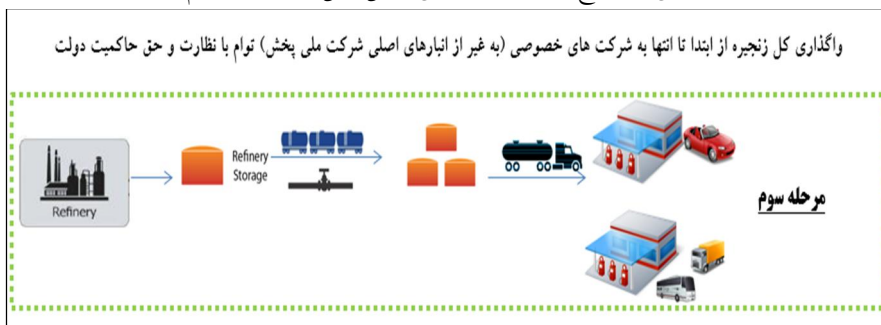 واگذاری کل زنجیره از ابتدا تا انتها به شرکت های خصوصی (به غیر از انبارهای اصلی شرکت ملی پخش) توام با نظارت و حق حاکمیت دولت
Refinery
Refinery
Storage
مرحله سوم